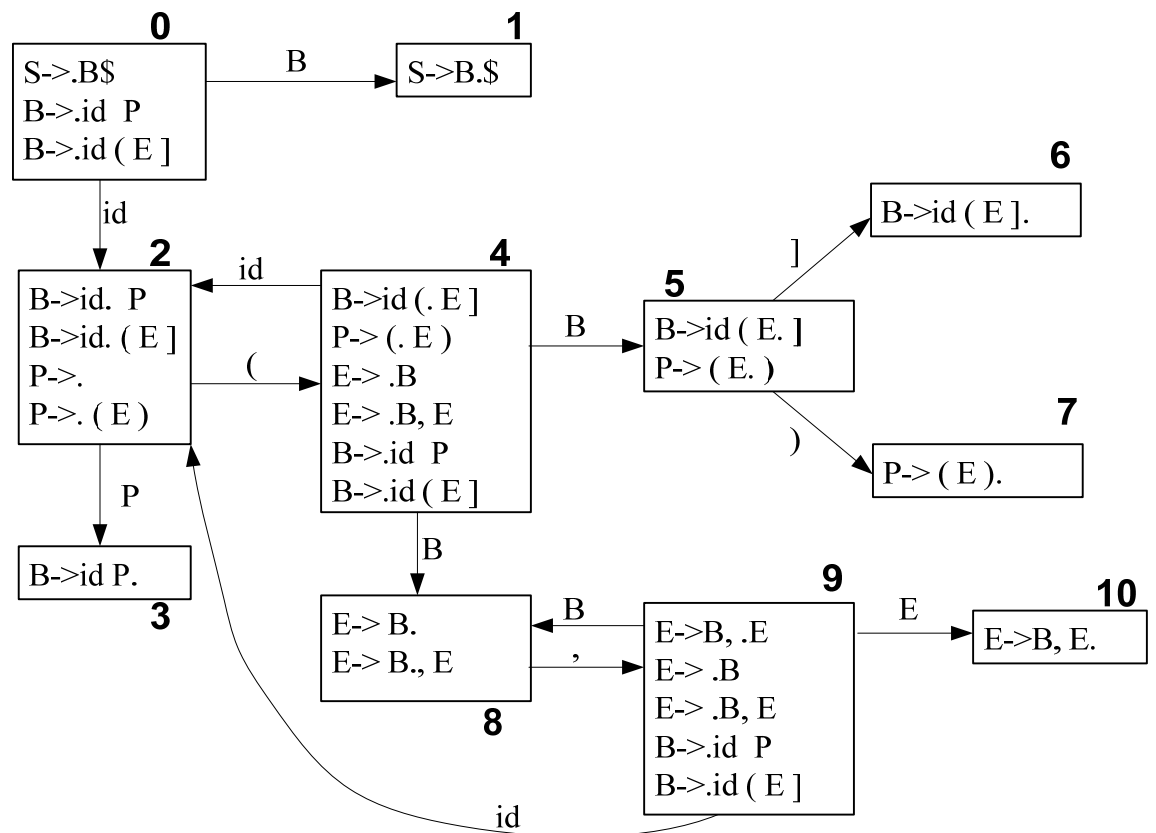 0
S->.B$
B->.id P
B->.id ( E ]
B
1
S->B.$
id
2
B->id. P
B->id. ( E ]
P->.
P->. ( E )
id
(
4
B->id (. E ]
P-> (. E )
E-> .B
E-> .B, E
B->.id P
B->.id ( E ]
B
5
B->id ( E. ]
P-> ( E. )
]
6
B->id ( E ].
)
7
P-> ( E ).
P
B->id P.
3
B
E-> B.
E-> B., E
8
B
,
9
E->B, .E
E-> .B
E-> .B, E
B->.id P
B->.id ( E ]
E
10
E->B, E.
id